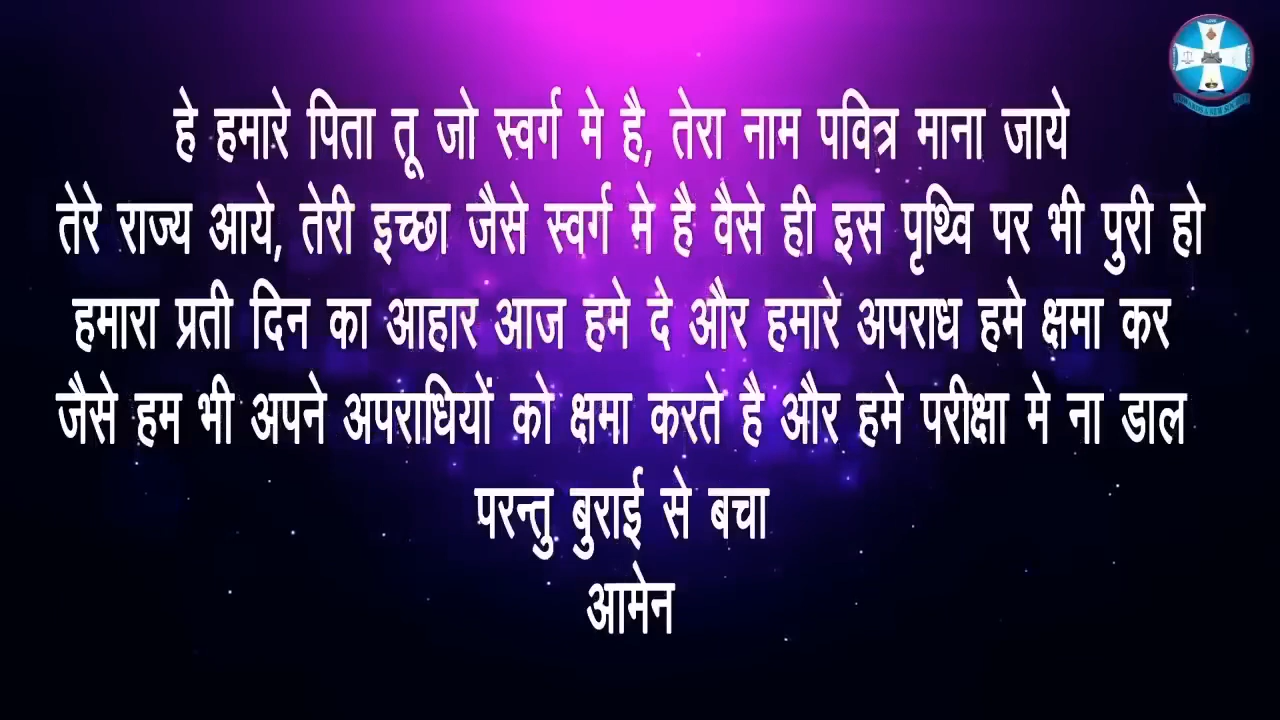 हे हमारे पिता तू जो स्वर्ग मे है, तेरा नाम पवित्र माना जाये
तेरे राज्य आये, तेरी इच्छा जैसे स्वर्ग मे है वैसे ही इस पृथ्वि पर भी पुरी हो
हमारा प्रती दिन का आहार आज हमे दे और हमारे अपराध हमे क्षमा कर
जैसे हम भी अपने अपराधियों को क्षमा करते है और हमे परीक्षा मे ना डाल
परन्तु बुराई से बचा
आमेन